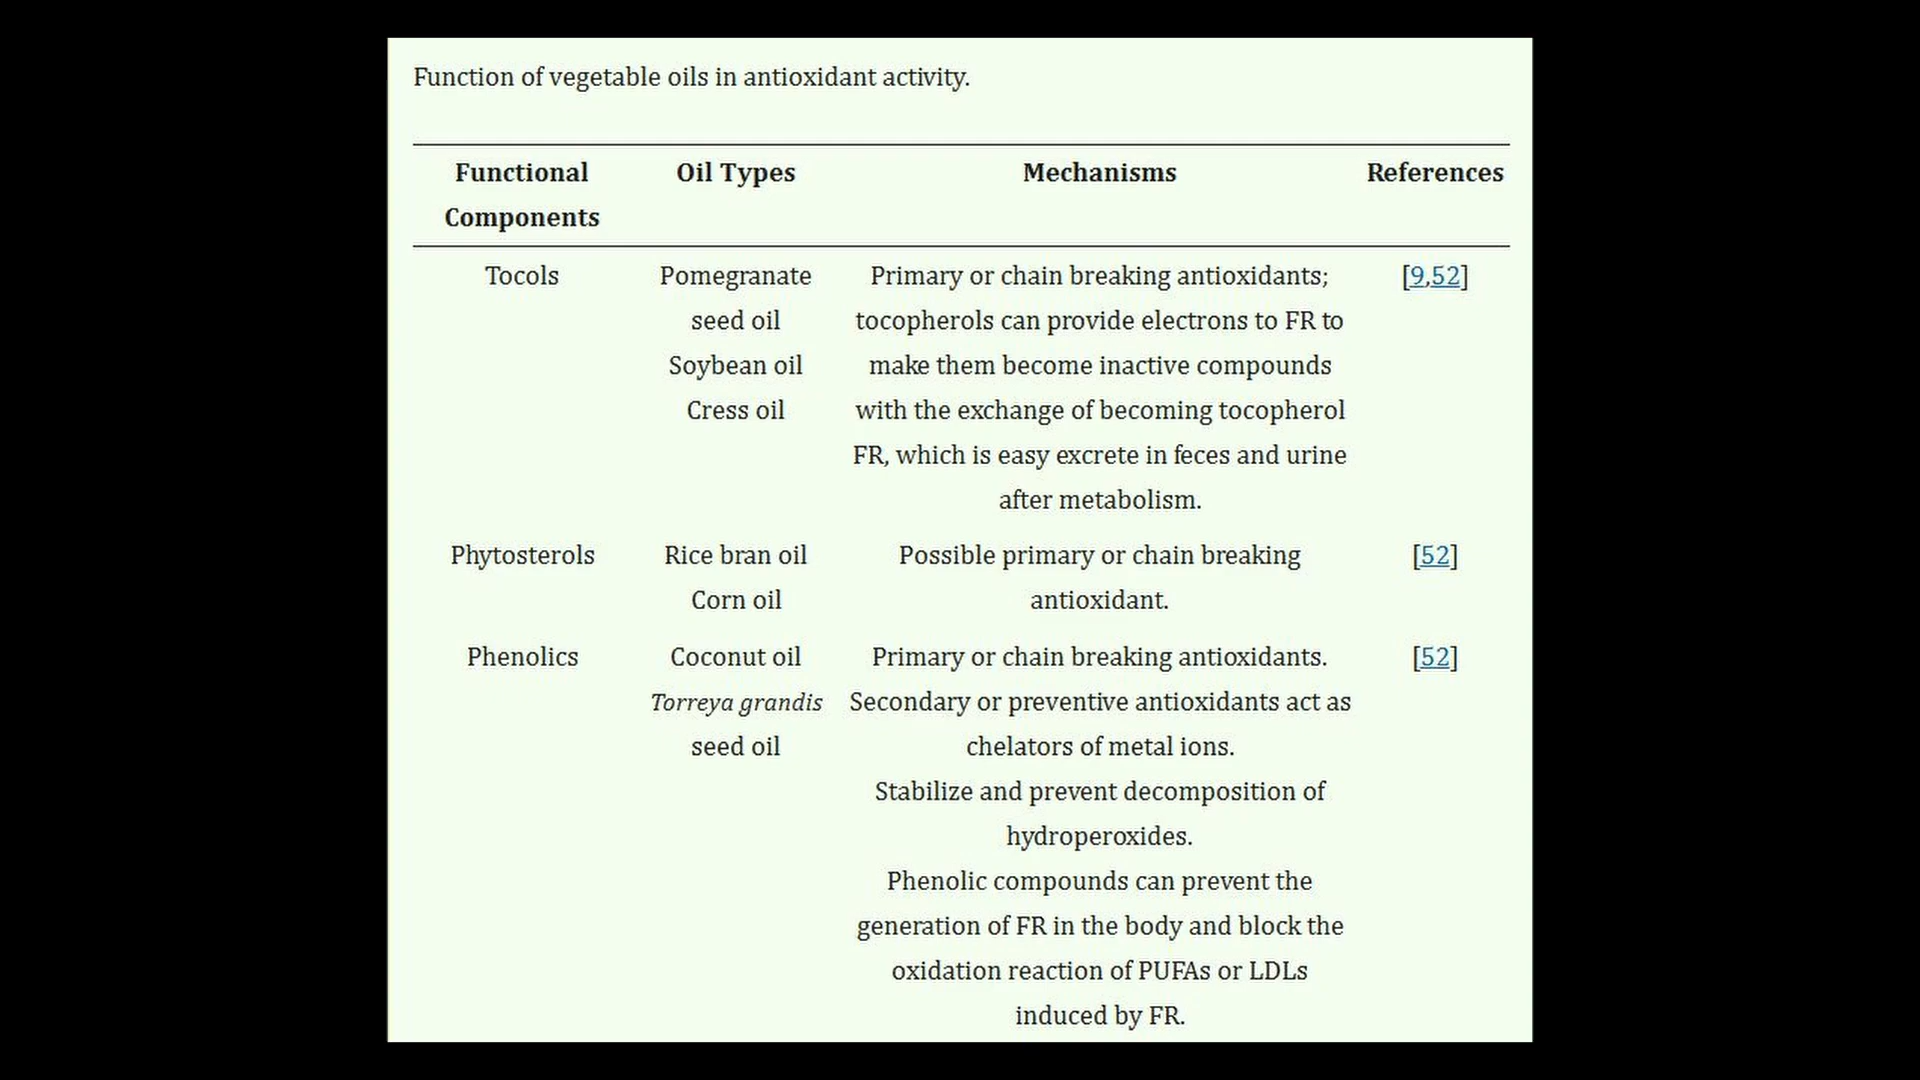 Function of vegetable oils in antioxidant activity.
Functional Components
Oil Types
Mechanisms
References
Tocols
Pomegranate
seed oil
Soybean oil
Cress oil
Primary or chain breaking antioxidants;
tocopherols can provide electrons to FR to
make them become inactive compounds
with the exchange of becoming tocopherol
FR, which is easy excrete in feces and urine
after metabolism.
[9,52]
Phytosterols
Rice bran oil
Corn oil
Possible primary or chain breaking
antioxidant.
[52]
Phenolics
Coconut oil
Torreya grandis
seed oil
Primary or chain breaking antioxidants.
Secondary or preventive antioxidants act as
chelators of metal ions.
Stabilize and prevent decomposition of
hydroperoxides.
Phenolic compounds can prevent the
generation of FR in the body and block the
oxidation reaction of PUFAs or LDLs
induced by FR.
[52]